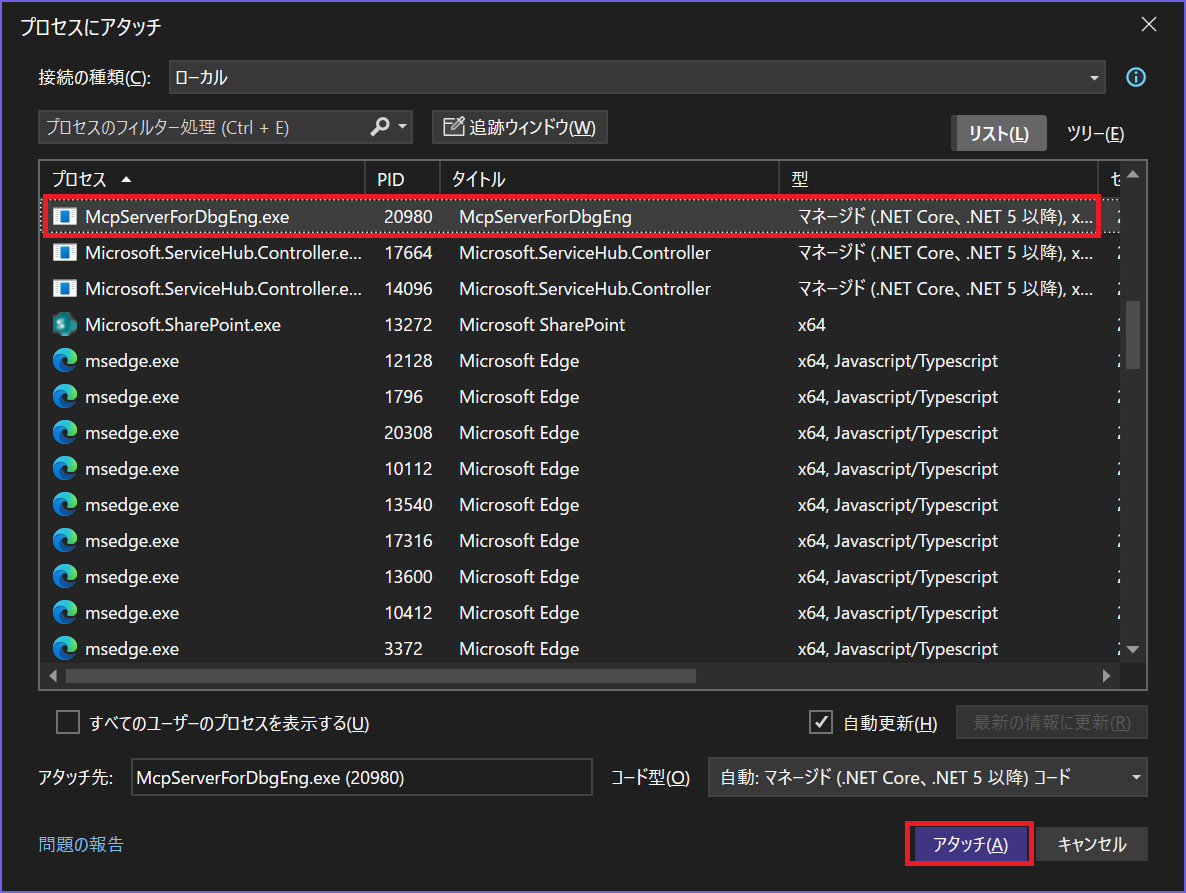 プロセスにアタッチ
接続の種類(C): ローカル
プロセスのフィルター処理 (Ctrl + E) 追跡ウィンドウ(W) リスト(L) ツリー(E)
プロセス PID タイトル 型 セ
McpServerForDbgEng.exe 20980 McpServerForDbgEng マネージド (.NET Core、.NET 5 以降), x...
Microsoft.ServiceHub.Controller.e... 17664 Microsoft.ServiceHub.Controller マネージド (.NET Core、.NET 5 以降), x...
Microsoft.ServiceHub.Controller.e... 14096 Microsoft.ServiceHub.Controller マネージド (.NET Core、.NET 5 以降), x...
Microsoft.SharePoint.exe 13272 Microsoft SharePoint x64
msedge.exe 12128 Microsoft Edge x64, Javascript/Typescript
msedge.exe 1796 Microsoft Edge x64, Javascript/Typescript
msedge.exe 20308 Microsoft Edge x64, Javascript/Typescript
msedge.exe 10112 Microsoft Edge x64, Javascript/Typescript
msedge.exe 13540 Microsoft Edge x64, Javascript/Typescript
msedge.exe 17316 Microsoft Edge x64, Javascript/Typescript
msedge.exe 13600 Microsoft Edge x64, Javascript/Typescript
msedge.exe 10412 Microsoft Edge x64, Javascript/Typescript
msedge.exe 3372 Microsoft Edge x64, Javascript/Typescript
すべてのユーザーのプロセスを表示する(U) 自動更新(H) 最新の情報に更新(R)
アタッチ先: McpServerForDbgEng.exe (20980) コード型(O) 自動: マネージド (.NET Core、.NET 5 以降) コード
問題の報告 アタッチ(A) キャンセル